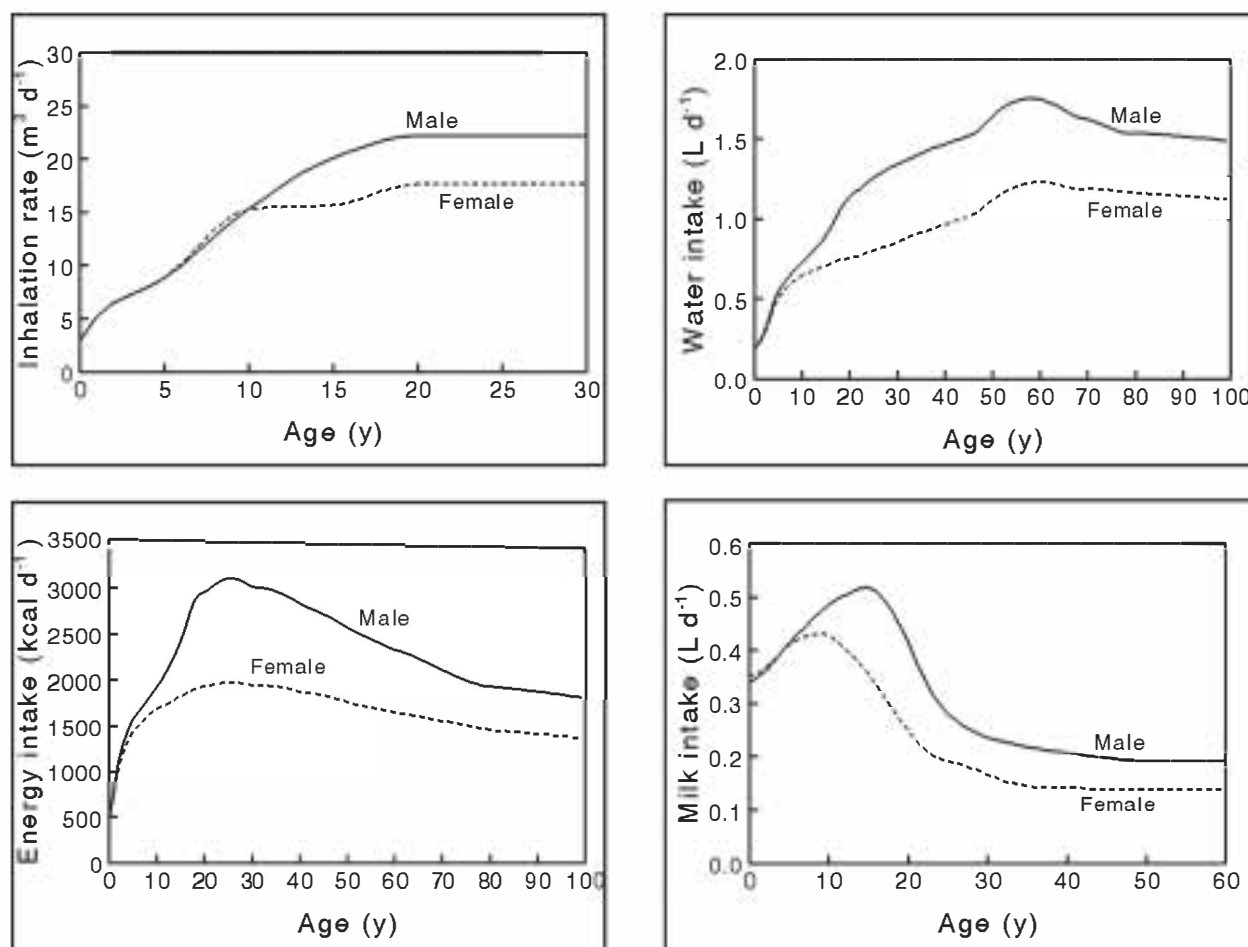 Inhalation rate (m³ d⁻¹)
30
25
20
15
10
5
0
Male
Female
0 5 10 15 20 25 30
Age (y)
Water intake (L d⁻¹)
2.0
1.5
1.0
0.5
0.0
Male
Female
0 10 20 30 40 50 60 70 80 90 100
Age (y)
Energy intake (kcal d⁻¹)
3500
3000
2500
2000
1500
1000
500
0
Male
Female
0 10 20 30 40 50 60 70 80 90 100
Age (y)
Milk intake (L d⁻¹)
0.6
0.5
0.4
0.3
0.2
0.1
0.0
Male
Female
0 10 20 30 40 50 60
Age (y)